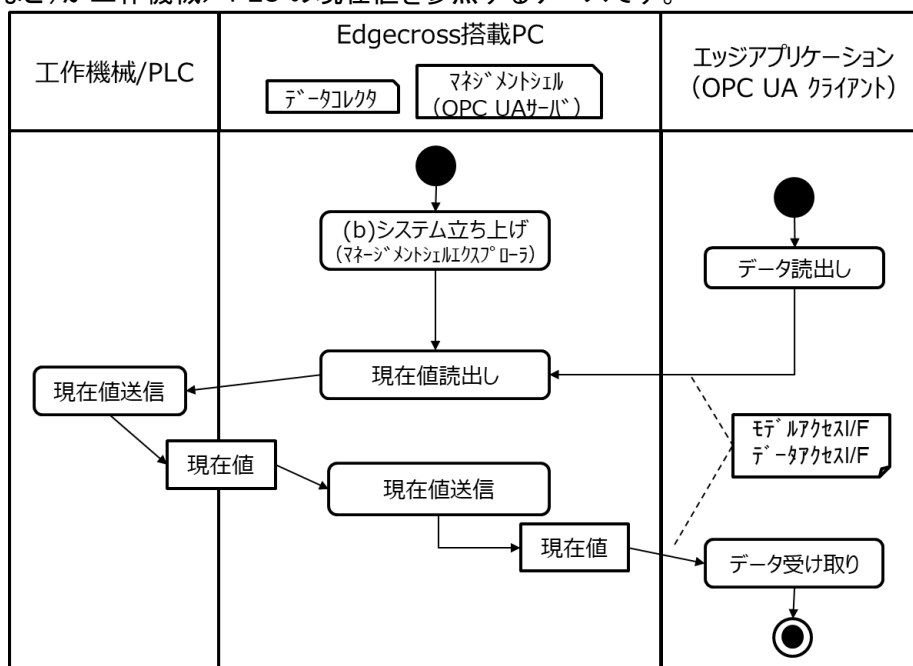 工作機械/PLC
Edgecross搭載PC
ﾃﾞｰﾀｺﾚｸﾀ
ﾏﾈｼﾞﾒﾝﾄｼｪﾙ
(OPC UAｻｰﾊﾞ)
エッジアプリケーション
(OPC UA クライアント)
(b)システム立ち上げ
(ﾏﾈｰｼﾞﾒﾝﾄｼｪﾙｴｸｽﾌﾟﾛｰﾗ)
データ読出し
現在値読出し
現在値送信
ﾓﾃﾞﾙｱｸｾｽI/F
ﾃﾞｰﾀｱｸｾｽI/F
現在値
現在値送信
現在値
データ受け取り